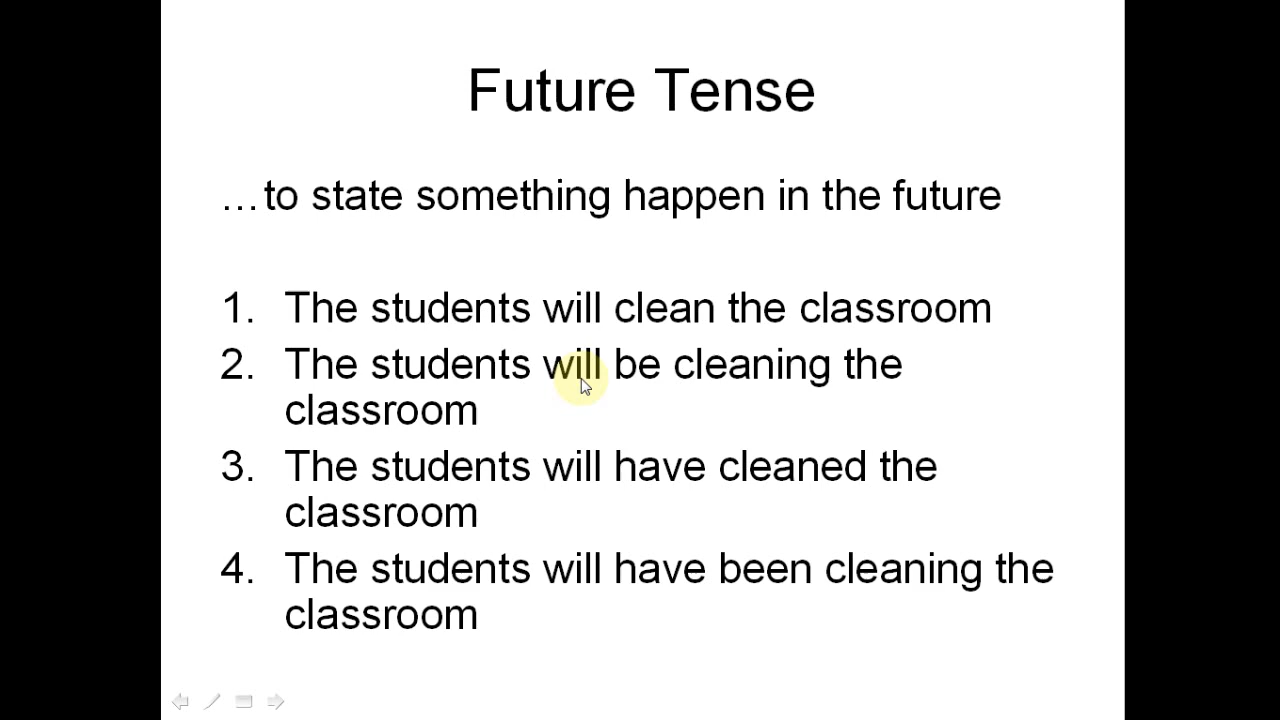 Future Tense
…to state something happen in the future
1. The students will clean the classroom
2. The students will be cleaning the
classroom
3. The students will have cleaned the
classroom
4. The students will have been cleaning the
classroom